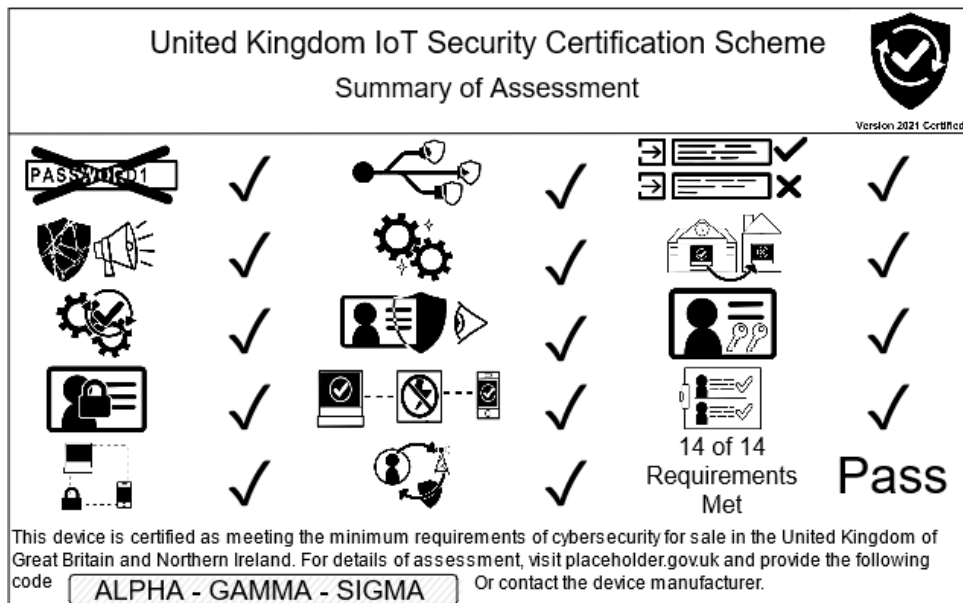 United Kingdom IoT Security Certification Scheme
Summary of Assessment
Version 2021 Certified
PASSWORD1
14 of 14
Requirements
Met
Pass
This device is certified as meeting the minimum requirements of cybersecurity for sale in the United Kingdom of
Great Britain and Northern Ireland. For details of assessment, visit placeholder.gov.uk and provide the following
code ALPHA - GAMMA - SIGMA Or contact the device manufacturer.